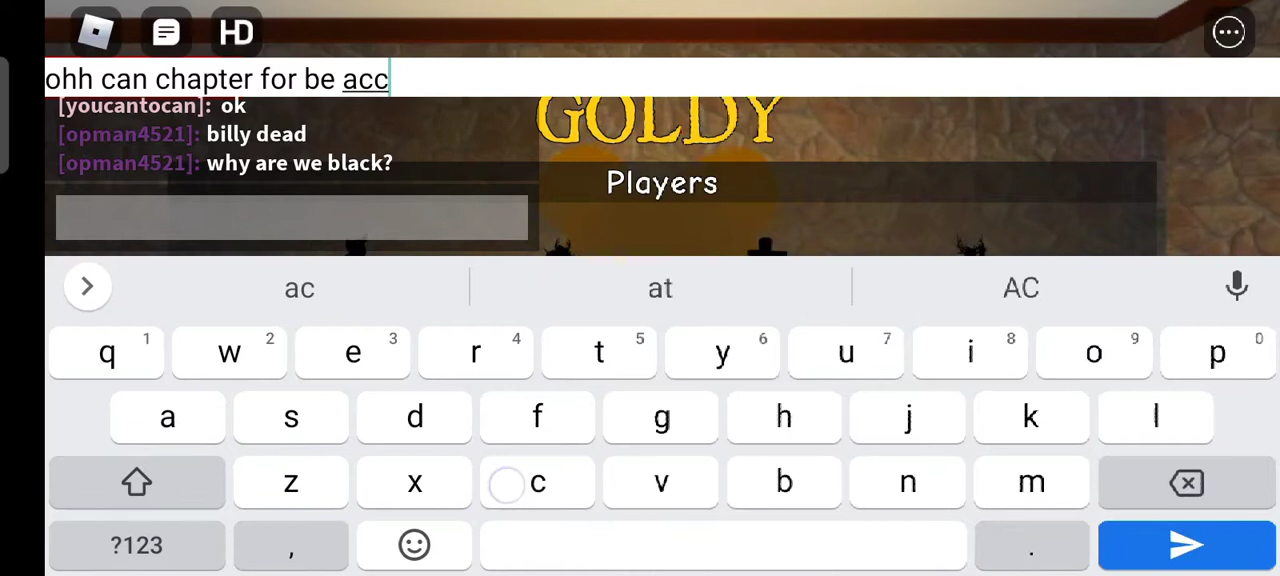 HD
ohh can chapter for be acc
[youcantocan]: ok
[opman4521]: billy dead
[opman4521]: why are we black?
GOLDY
Players
ac at AC
q 1 w 2 e 3 r 4 t 5 y 6 u 7 i 8 o 9 p 0
a s d f g h j k l
z x c v b n m
?123 , .